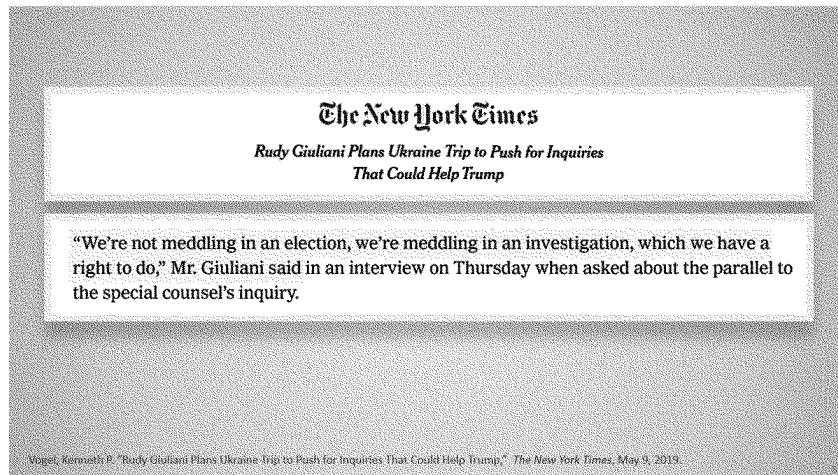 The New York Times
Rudy Giuliani Plans Ukraine Trip to Push for Inquiries
That Could Help Trump
“We’re not meddling in an election, we’re meddling in an investigation, which we have a
right to do,” Mr. Giuliani said in an interview on Thursday when asked about the parallel to
the special counsel’s inquiry.
Vogel, Kenneth P. "Rudy Giuliani Plans Ukraine Trip to Push for Inquiries That Could Help Trump," The New York Times, May 9, 2019.